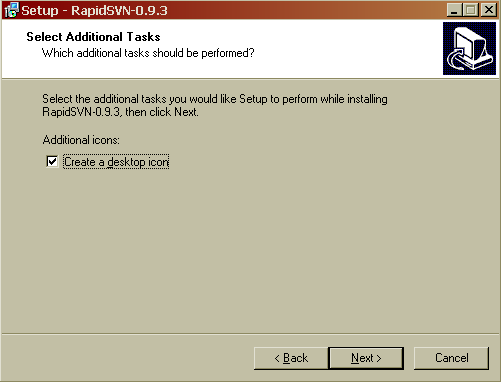 Setup - RapidSVN-0.9.3
Select Additional Tasks
Which additional tasks should be performed?
Select the additional tasks you would like Setup to perform while installing
RapidSVN-0.9.3, then click Next.
Additional icons:
Create a desktop icon
< Back Next > Cancel